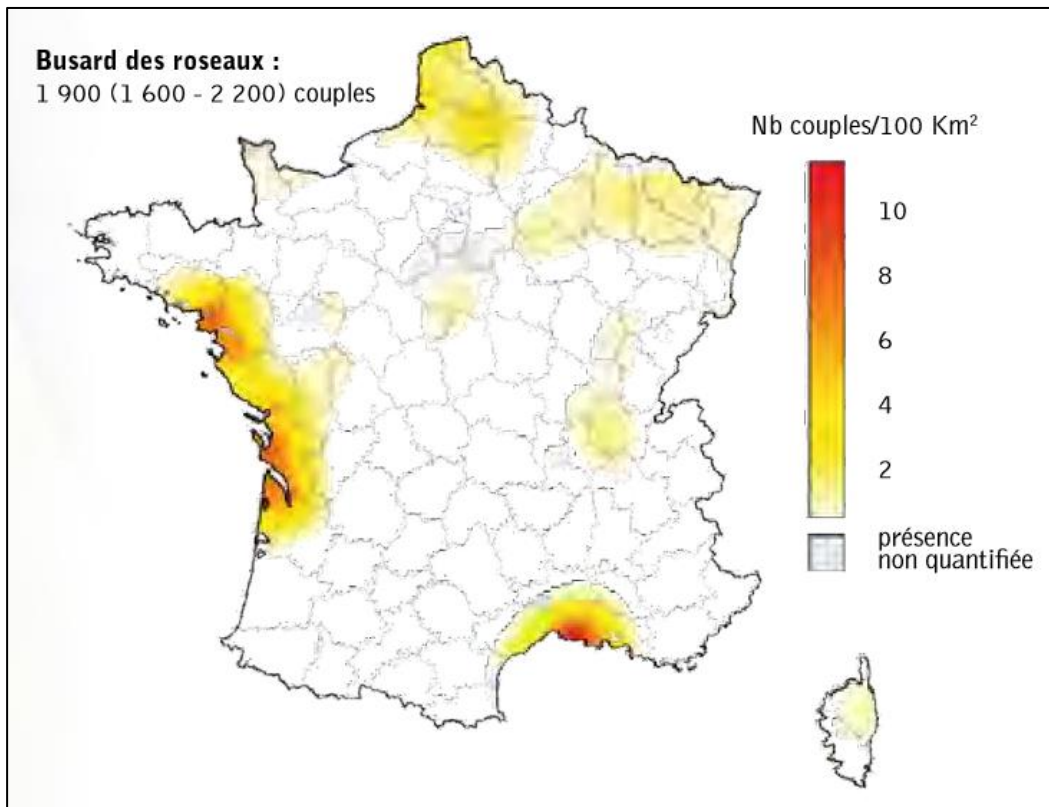 Busard des roseaux :
1 900 (1 600 - 2 200) couples
Nb couples/100 Km²
10
8
6
4
2
présence
non quantifiée